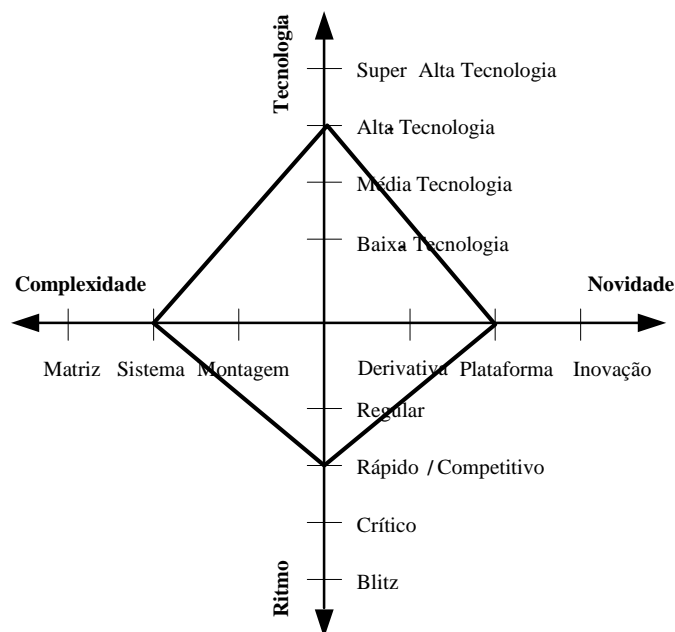 Tecnologia
Super Alta Tecnologia
Alta Tecnologia
Média Tecnologia
Baixa Tecnologia
Complexidade
Novidade
Matriz Sistema Montagem Derivativa Plataforma Inovação
Regular
Rápido / Competitivo
Crítico
Blitz
Ritmo